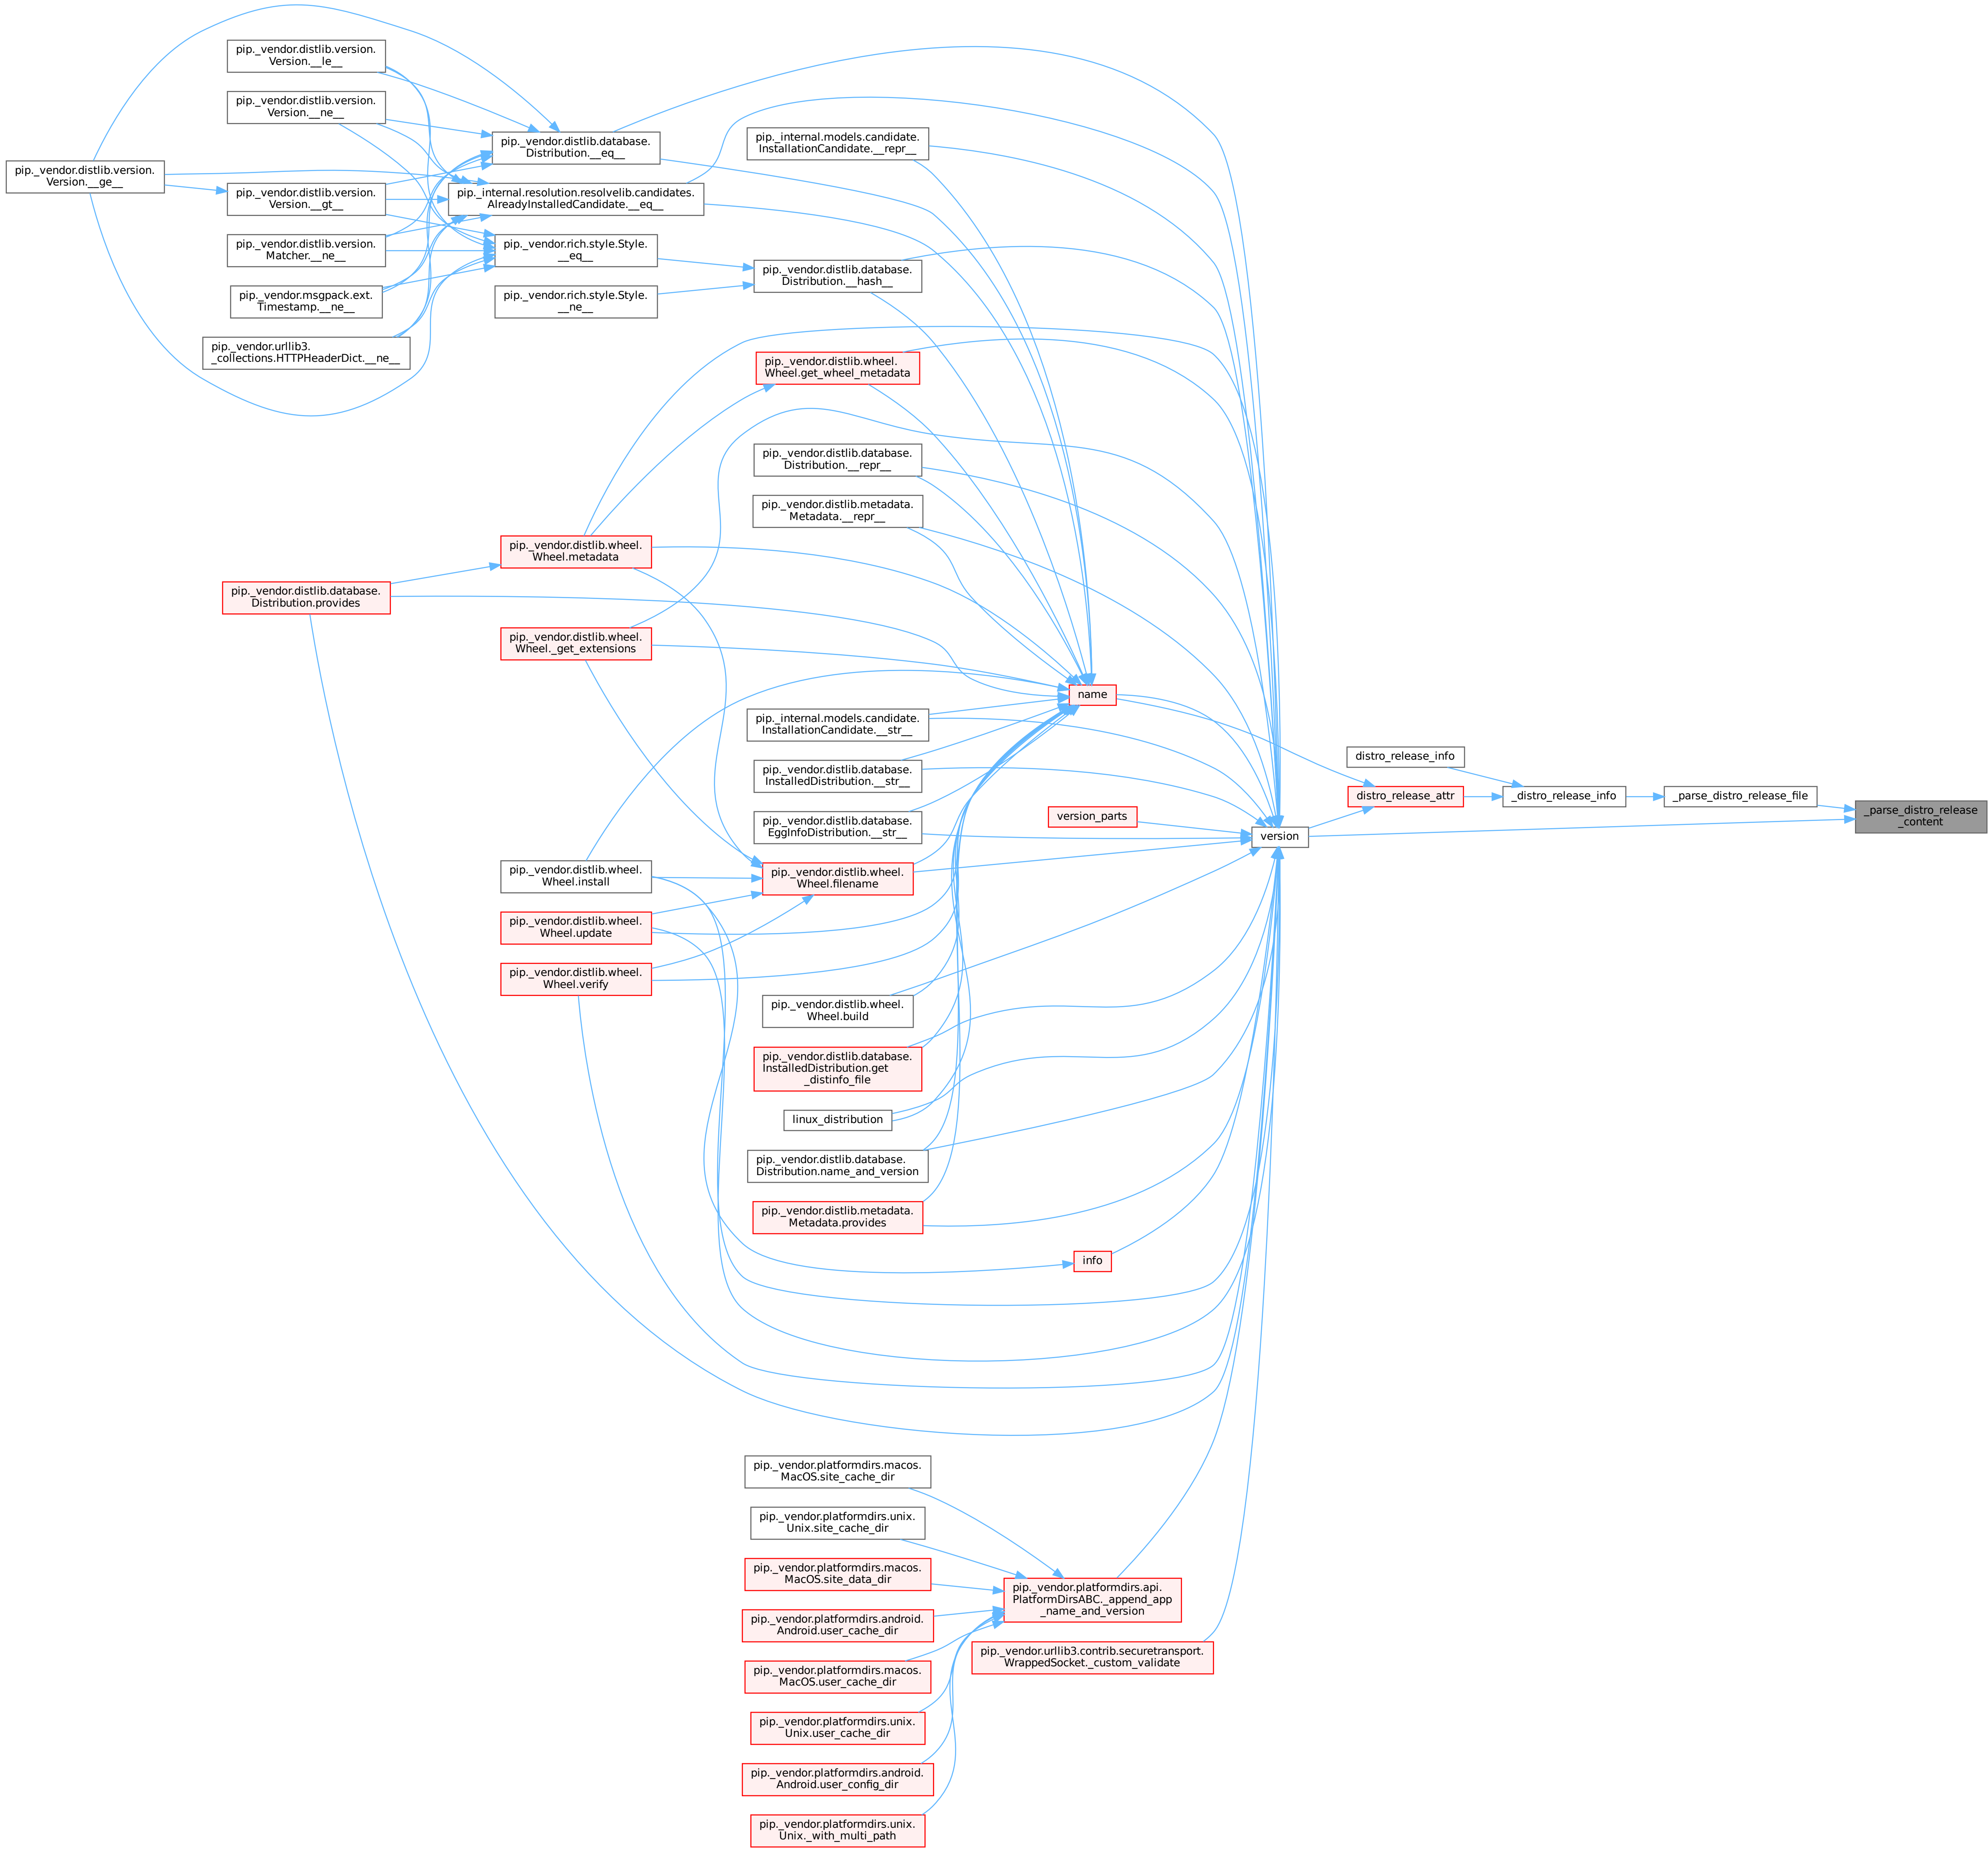 pip._vendor.distlib.version.
Version.__le__
pip._vendor.distlib.version.
Version.__ne__
pip._vendor.distlib.version.
Version.__ge__
pip._vendor.distlib.version.
Version.__gt__
pip._vendor.distlib.version.
Matcher.__ne__
pip._vendor.msgpack.ext.
Timestamp.__ne__
pip._vendor.urllib3.
_collections.HTTPHeaderDict.__ne__
pip._vendor.distlib.database.
Distribution.__eq__
pip._internal.resolution.resolvelib.candidates.
AlreadyInstalledCandidate.__eq__
pip._vendor.rich.style.Style.
__eq__
pip._vendor.rich.style.Style.
__ne__
pip._internal.models.candidate.
InstallationCandidate.__repr__
pip._vendor.distlib.database.
Distribution.__hash__
pip._vendor.distlib.wheel.
Wheel.get_wheel_metadata
pip._vendor.distlib.database.
Distribution.__repr__
pip._vendor.distlib.metadata.
Metadata.__repr__
pip._vendor.distlib.wheel.
Wheel.metadata
pip._vendor.distlib.database.
Distribution.provides
pip._vendor.distlib.wheel.
Wheel._get_extensions
name
pip._internal.models.candidate.
InstallationCandidate.__str__
pip._vendor.distlib.database.
InstalledDistribution.__str__
pip._vendor.distlib.database.
EggInfoDistribution.__str__
version_parts
version
distro_release_info
distro_release_attr
_distro_release_info
_parse_distro_release_file
_parse_distro_release
_content
pip._vendor.distlib.wheel.
Wheel.install
pip._vendor.distlib.wheel.
Wheel.filename
pip._vendor.distlib.wheel.
Wheel.update
pip._vendor.distlib.wheel.
Wheel.verify
pip._vendor.distlib.wheel.
Wheel.build
pip._vendor.distlib.database.
InstalledDistribution.get
_distinfo_file
linux_distribution
pip._vendor.distlib.database.
Distribution.name_and_version
pip._vendor.distlib.metadata.
Metadata.provides
info
pip._vendor.platformdirs.macos.
MacOS.site_cache_dir
pip._vendor.platformdirs.unix.
Unix.site_cache_dir
pip._vendor.platformdirs.macos.
MacOS.site_data_dir
pip._vendor.platformdirs.android.
Android.user_cache_dir
pip._vendor.platformdirs.macos.
MacOS.user_cache_dir
pip._vendor.platformdirs.unix.
Unix.user_cache_dir
pip._vendor.platformdirs.android.
Android.user_config_dir
pip._vendor.platformdirs.unix.
Unix._with_multi_path
pip._vendor.platformdirs.api.
PlatformDirsABC._append_app
_name_and_version
pip._vendor.urllib3.contrib.securetransport.
WrappedSocket._custom_validate